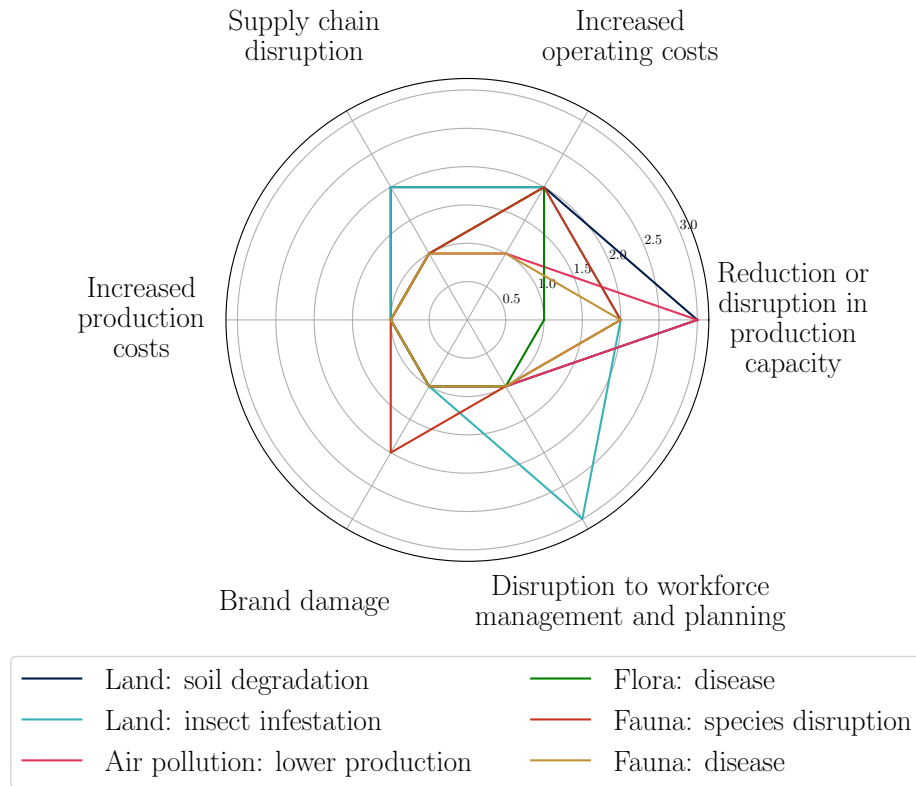 Supply chain
disruption
Increased
operating costs
3.0
2.5
2.0
1.5
1.0
0.5
Increased
production
costs
Reduction or
disruption in
production
capacity
Brand damage
Disruption to workforce
management and planning
Land: soil degradation
Land: insect infestation
Air pollution: lower production
Flora: disease
Fauna: species disruption
Fauna: disease